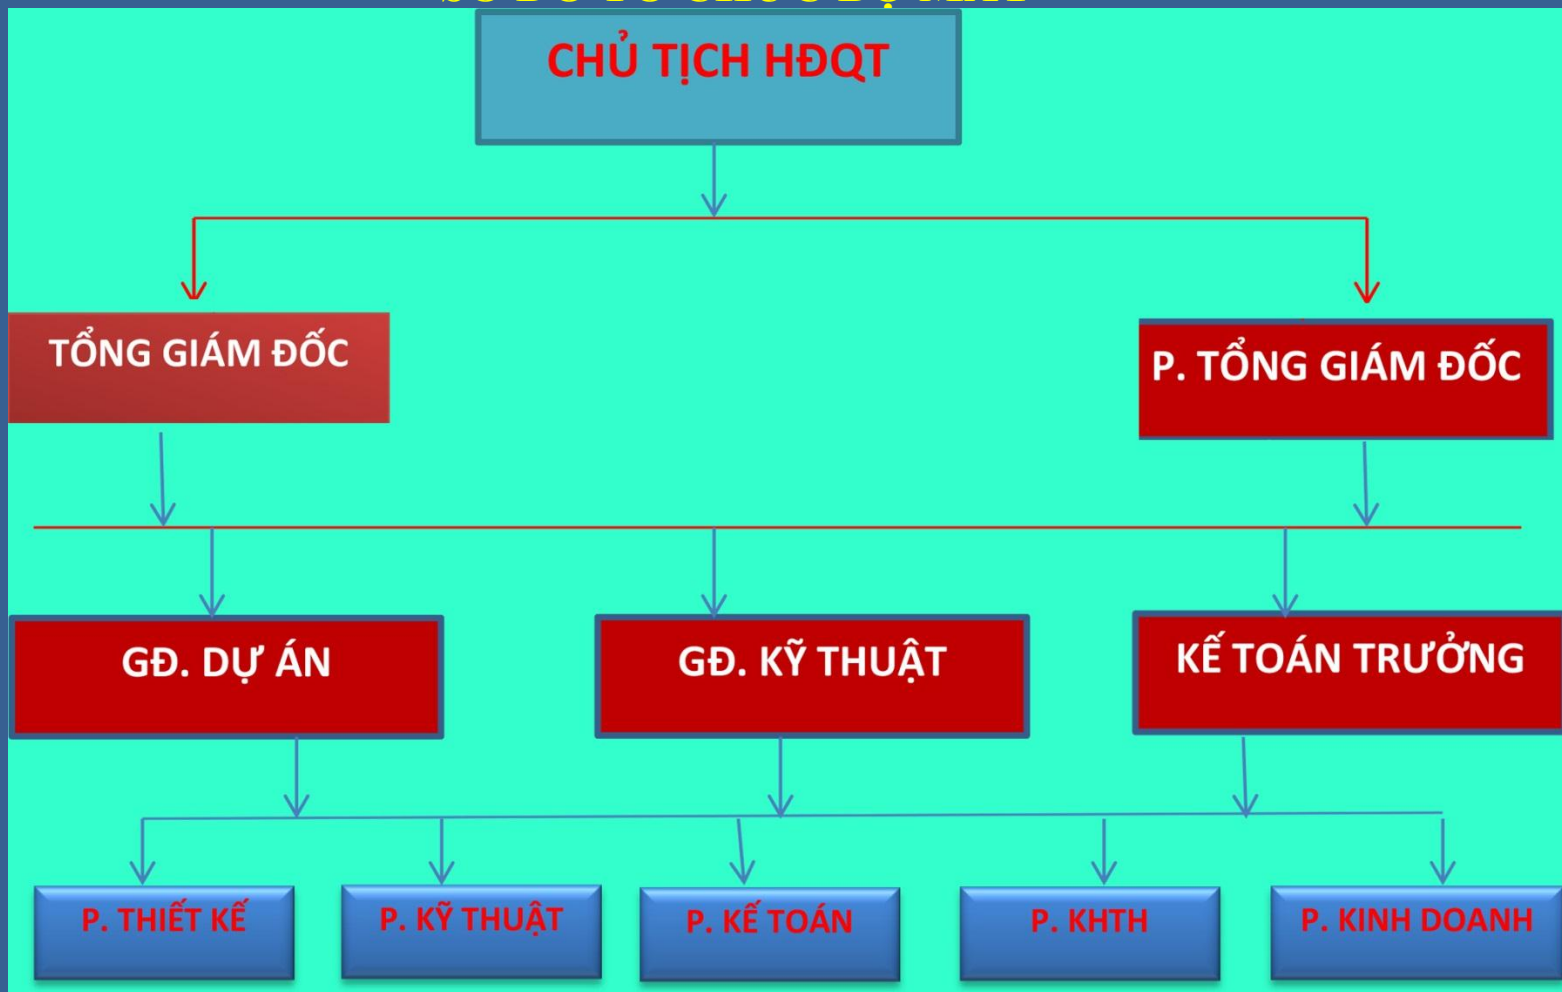 CHỦ TỊCH HĐQT
TỔNG GIÁM ĐỐC
P. TỔNG GIÁM ĐỐC
GĐ. DỰ ÁN
GĐ. KỸ THUẬT
KẾ TOÁN TRƯỞNG
P. THIẾT KẾ
P. KỸ THUẬT
P. KẾ TOÁN
P. KHTH
P. KINH DOANH